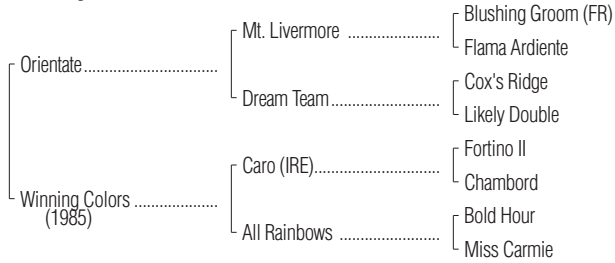 Blushing Groom (FR)
Mt. Livermore ......................
Flama Ardiente
Orientate................................
Cox's Ridge
Dream Team..........................
Likely Double
Fortino II
Caro (IRE)..............................
Chambord
Winning Colors ....................
(1985)
Bold Hour
All Rainbows ........................
Miss Carmie